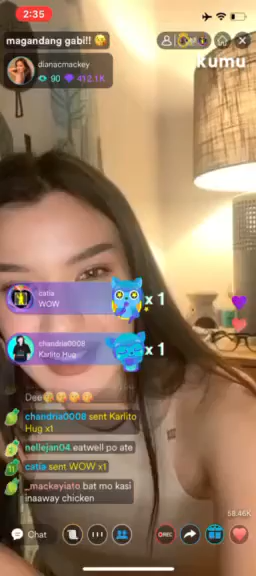 2:35
magandang gabi!! 😘
kumu
dianacmackey
90 412.1K
catia
WOW
x 1
chandria0008
Karlito Hug
x 1
Dee
chandria0008 sent Karlito
Hug x1
nellejan04 eatwell po ate
catia sent WOW x1
_mackeyiato bat mo kasi
inaaway chicken
58.46K
Chat
REC